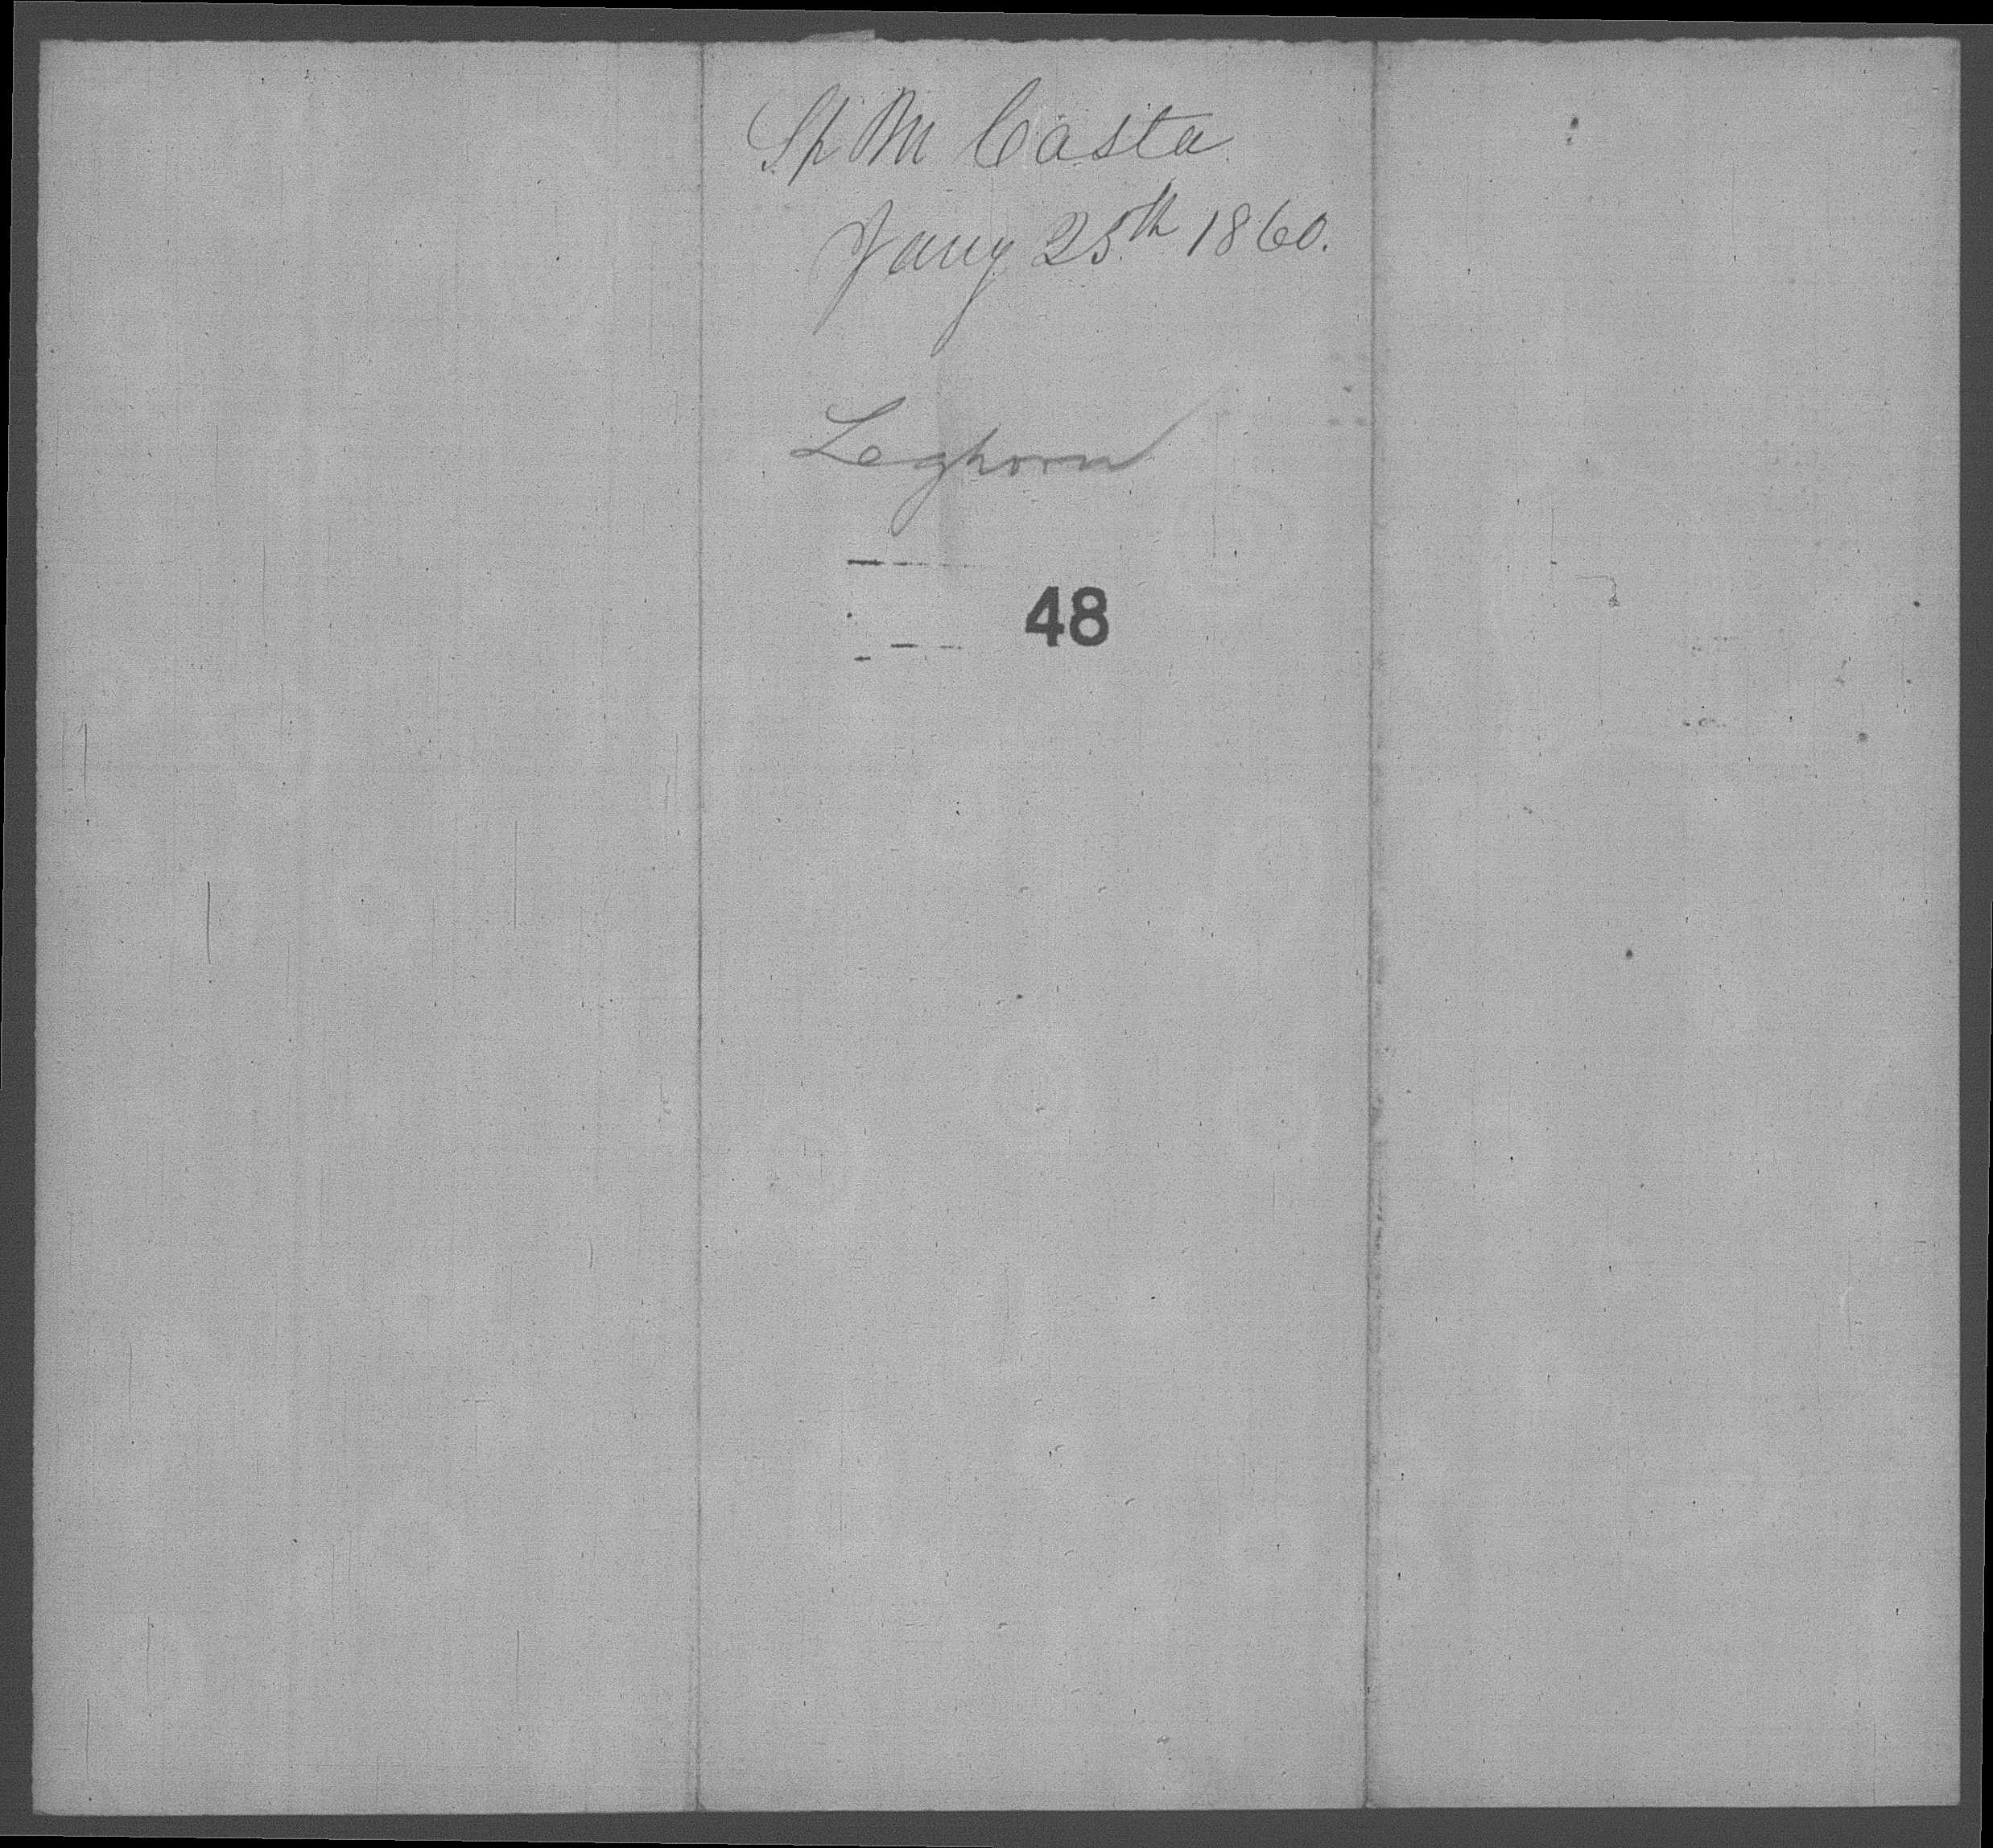 Sp M Casta
Jany 25th 1860.
Leghorn
48